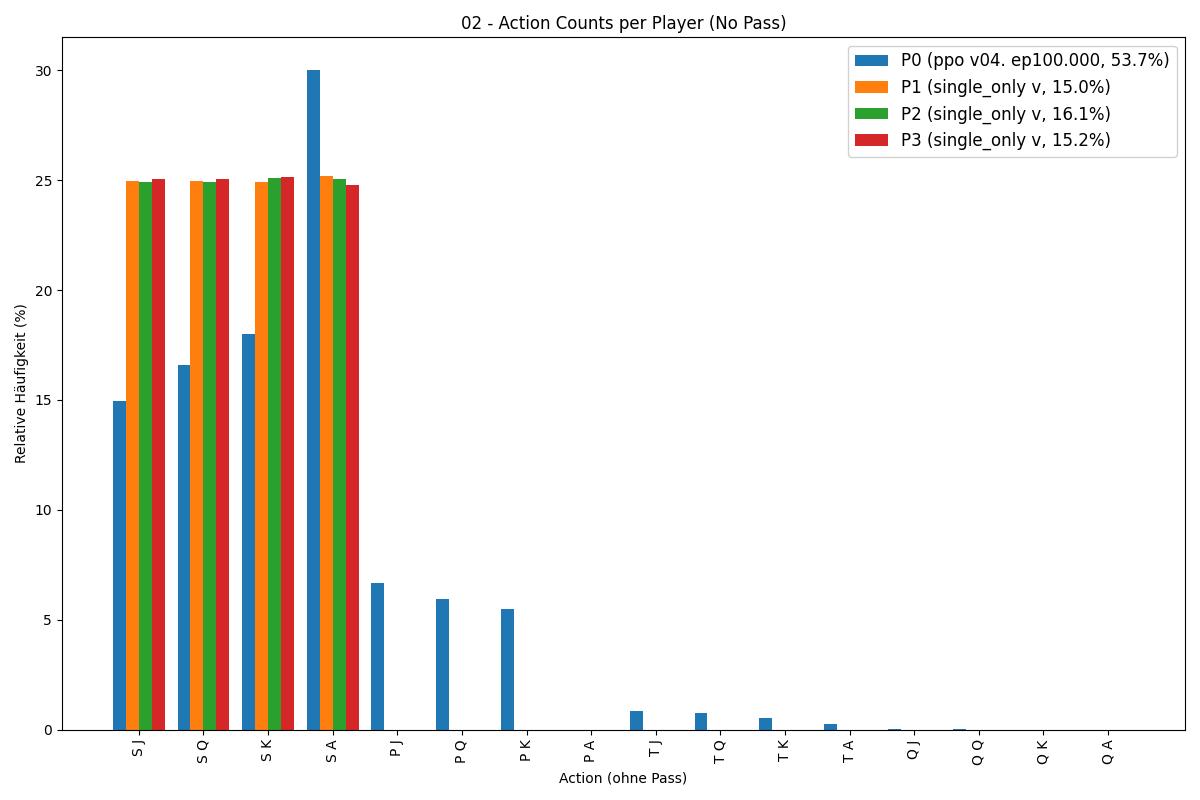 02 - Action Counts per Player (No Pass)
P0 (ppo v04. ep100.000, 53.7%)
P1 (single_only v, 15.0%)
P2 (single_only v, 16.1%)
P3 (single_only v, 15.2%)
Relative Häufigkeit (%)
30
25
20
15
10
5
0
S J
S Q
S K
S A
P J
P Q
P K
P A
T J
T Q
T K
T A
Q J
Q Q
Q K
Q A
Action (ohne Pass)